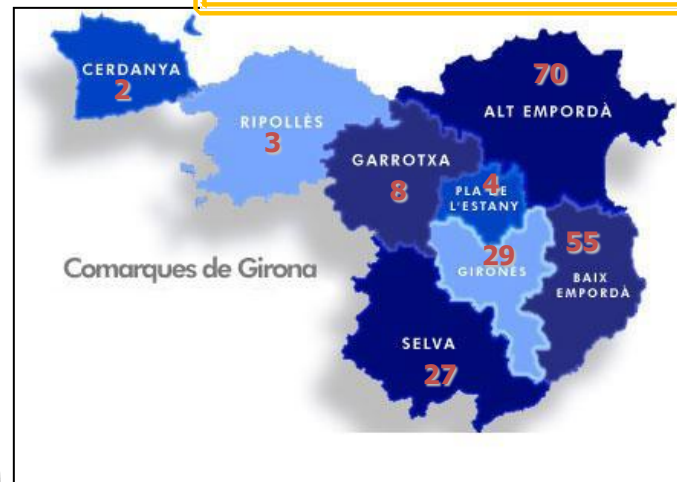 CERDANYA
2
RIPOLLÈS
3
GARROTXA
8
70
ALT EMPORDÀ
4
PLA DE
L'ESTANY
29
GIRONÈS
55
BAIX
EMPORDÀ
Comarques de Girona
SELVA
27